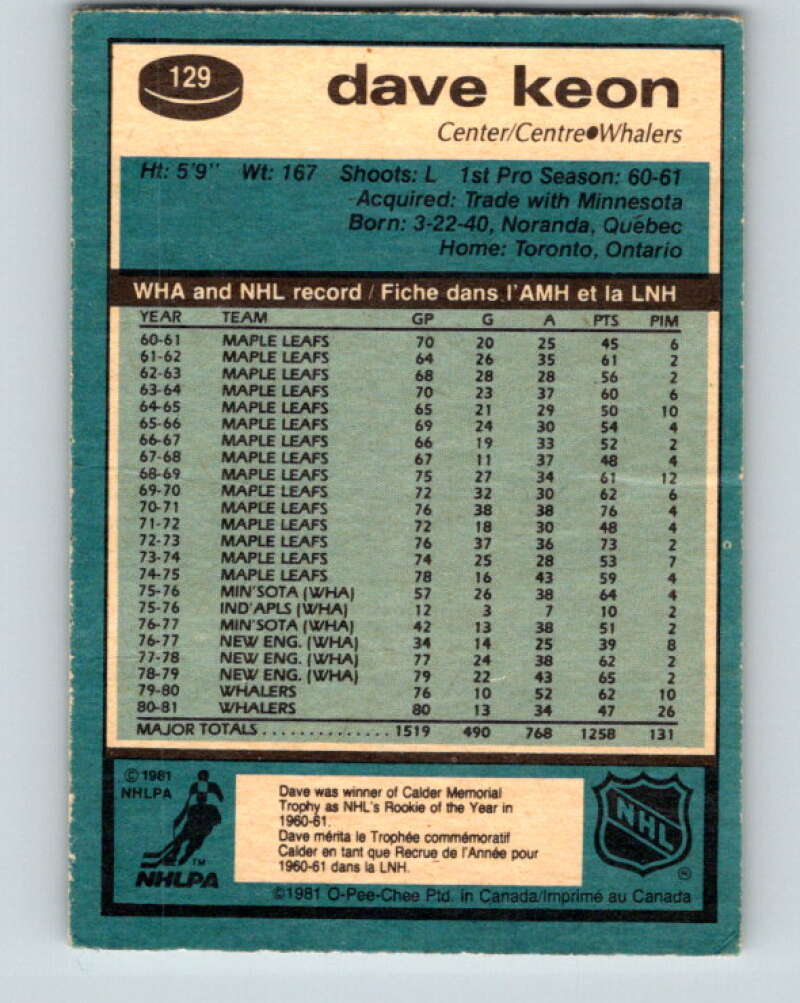 129
dave keon
Center/Centre●Whalers
Ht: 5'9" Wt: 167 Shoots: L 1st Pro Season: 60-61
Acquired: Trade with Minnesota
Born: 3-22-40, Noranda, Québec
Home: Toronto, Ontario
WHA and NHL record / Fiche dans l'AMH et la LNH
YEAR TEAM GP G A PTS PIM
60-61 MAPLE LEAFS 70 20 25 45 6
61-62 MAPLE LEAFS 64 26 35 61 2
62-63 MAPLE LEAFS 68 28 28 56 2
63-64 MAPLE LEAFS 70 23 37 60 6
64-65 MAPLE LEAFS 65 21 29 50 10
65-66 MAPLE LEAFS 69 24 30 54 4
66-67 MAPLE LEAFS 66 19 33 52 2
67-68 MAPLE LEAFS 67 11 37 48 4
68-69 MAPLE LEAFS 75 27 34 61 12
69-70 MAPLE LEAFS 72 32 30 62 6
70-71 MAPLE LEAFS 76 38 38 76 4
71-72 MAPLE LEAFS 72 18 30 48 4
72-73 MAPLE LEAFS 76 37 36 73 2
73-74 MAPLE LEAFS 74 25 28 53 7
74-75 MAPLE LEAFS 78 16 43 59 4
75-76 MIN'SOTA (WHA) 57 26 38 64 4
75-76 IND'APLS (WHA) 12 3 7 10 2
76-77 MIN'SOTA (WHA) 42 13 38 51 2
76-77 NEW ENG. (WHA) 34 14 25 39 8
77-78 NEW ENG. (WHA) 77 24 38 62 2
78-79 NEW ENG. (WHA) 79 22 43 65 2
79-80 WHALERS 76 10 52 62 10
80-81 WHALERS 80 13 34 47 26
MAJOR TOTALS.............. 1519 490 768 1258 131
© 1981
NHLPA
TM
NHLPA
Dave was winner of Calder Memorial
Trophy as NHL's Rookie of the Year in
1960-61.
Dave mérita le Trophée commémoratif
Calder en tant que Recrue de l'Année pour
1960-61 dans la LNH.
NHL
®
©1981 O-Pee-Chee Ptd. in Canada/Imprimé au Canada